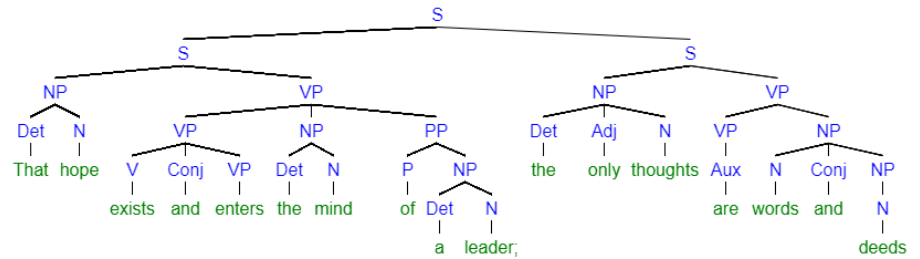 S
S S
NP VP NP VP
Det N VP NP PP Det Adj N VP NP
That hope V Conj VP Det N P NP the only thoughts Aux N Conj NP
exists and enters the mind of Det N are words and N
a leader; deeds